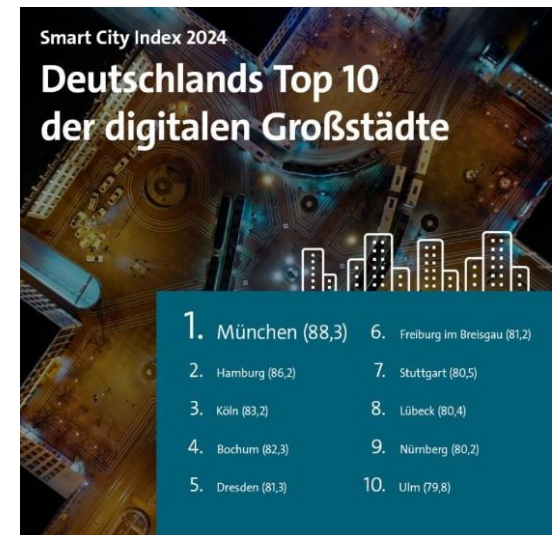 Smart City Index 2024
Deutschlands Top 10
der digitalen Großstädte
1. München (88,3)
2. Hamburg (86,2)
3. Köln (83,2)
4. Bochum (82,3)
5. Dresden (81,3)
6. Freiburg im Breisgau (81,2)
7. Stuttgart (80,5)
8. Lübeck (80,4)
9. Nürnberg (80,2)
10. Ulm (79,8)